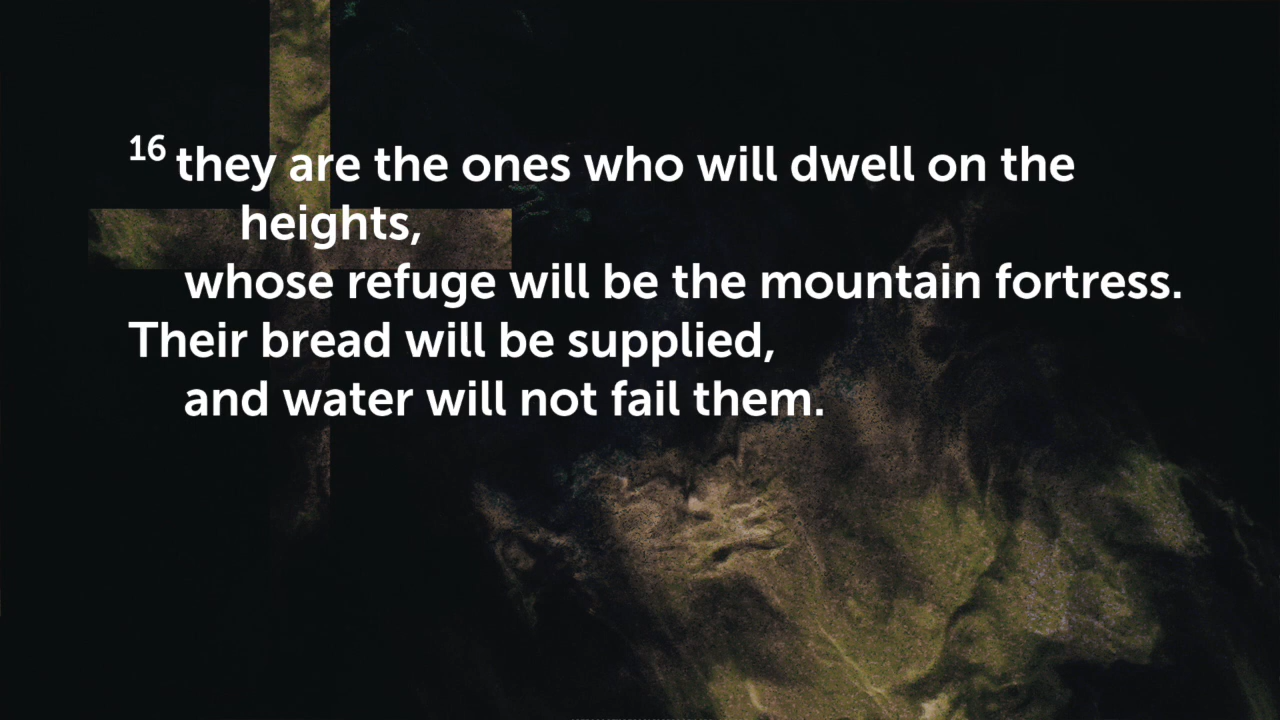 16 they are the ones who will dwell on the
heights,
whose refuge will be the mountain fortress.
Their bread will be supplied,
and water will not fail them.